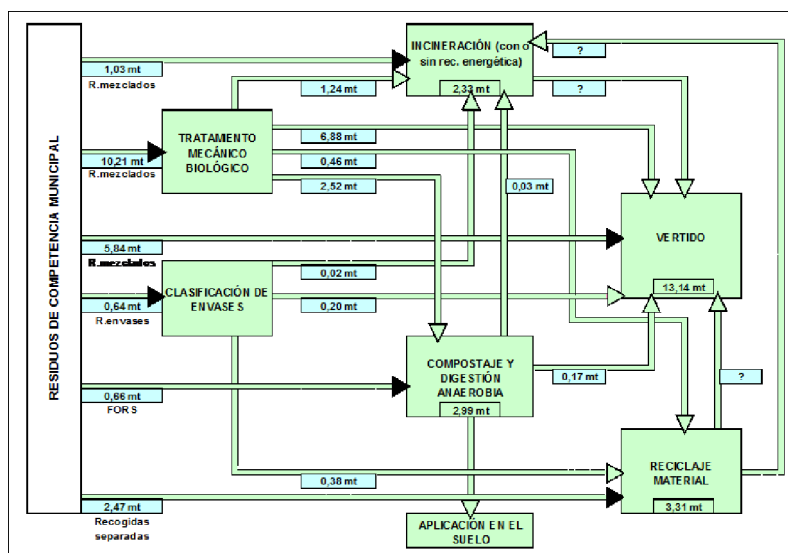 RESIDUOS DE COMPETENCIA MUNICIPAL
1,03 mt
R.mezclados
10,21 mt
R.mezclados
5,84 mt
R.mezclados
0,64 mt
R.envases
0,66 mt
FORS
2,47 mt
Recogidas
separadas
TRATAMENTO
MECÁNICO
BIOLÓGICO
CLASIFICACIÓN DE
ENVASES
1,24 mt
6,88 mt
0,46 mt
2,52 mt
0,02 mt
0,20 mt
0,38 mt
INCINERACIÓN (con o
sin rec. energética)
2,33 mt
?
?
0,03 mt
VERTIDO
13,14 mt
COMPOSTAJE Y
DIGESTIÓN
ANAEROBIA
2,99 mt
0,17 mt
?
RECICLAJE
MATERIAL
3,31 mt
APLICACIÓN EN EL
SUELO